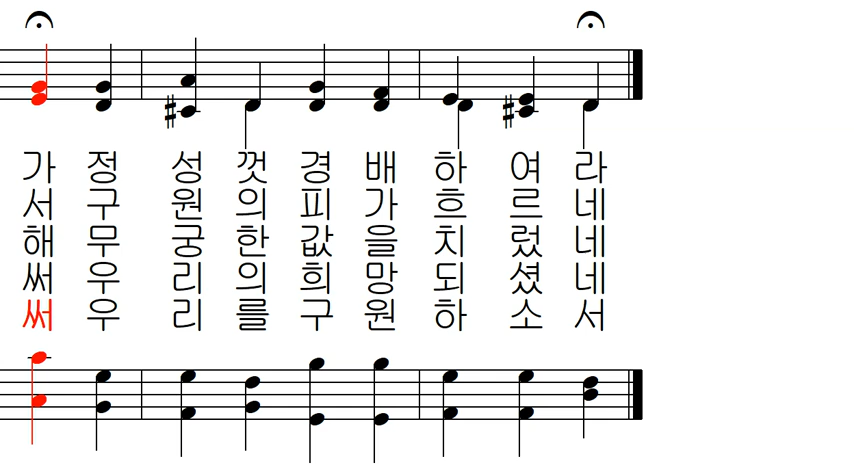 가 정 성 껏 경 배 하 여 라
서 구 원 의 피 가 흐 르 네
해 무 궁 한 값 을 치 렀 네
써 우 리 의 희 망 되 셨 네
써 우 리 를 구 원 하 소 서